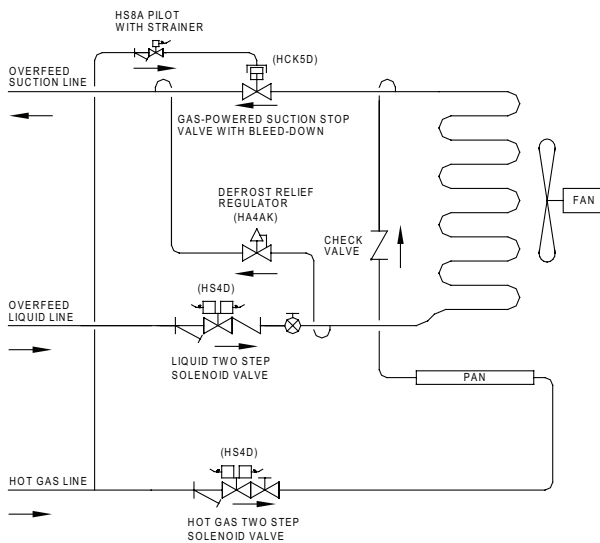 HS8A PILOT
WITH STRAINER
(HCK5D)
OVERFEED
SUCTION LINE
GAS-POWERED SUCTION STOP
VALVE WITH BLEED-DOWN
DEFROST RELIEF
REGULATOR
(HA4AK)
FAN
CHECK
VALVE
(HS4D)
OVERFEED
LIQUID LINE
LIQUID TWO STEP
SOLENOID VALVE
PAN
(HS4D)
HOT GAS LINE
HOT GAS TWO STEP
SOLENOID VALVE